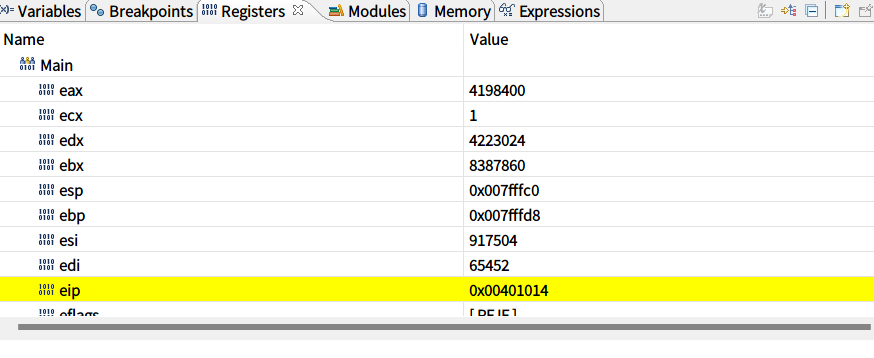 Variables Breakpoints Registers Modules Memory Expressions
Name Value
Main
eax 4198400
ecx 1
edx 4223024
ebx 8387860
esp 0x007fffc0
ebp 0x007fffd8
esi 917504
edi 65452
eip 0x00401014
eflags